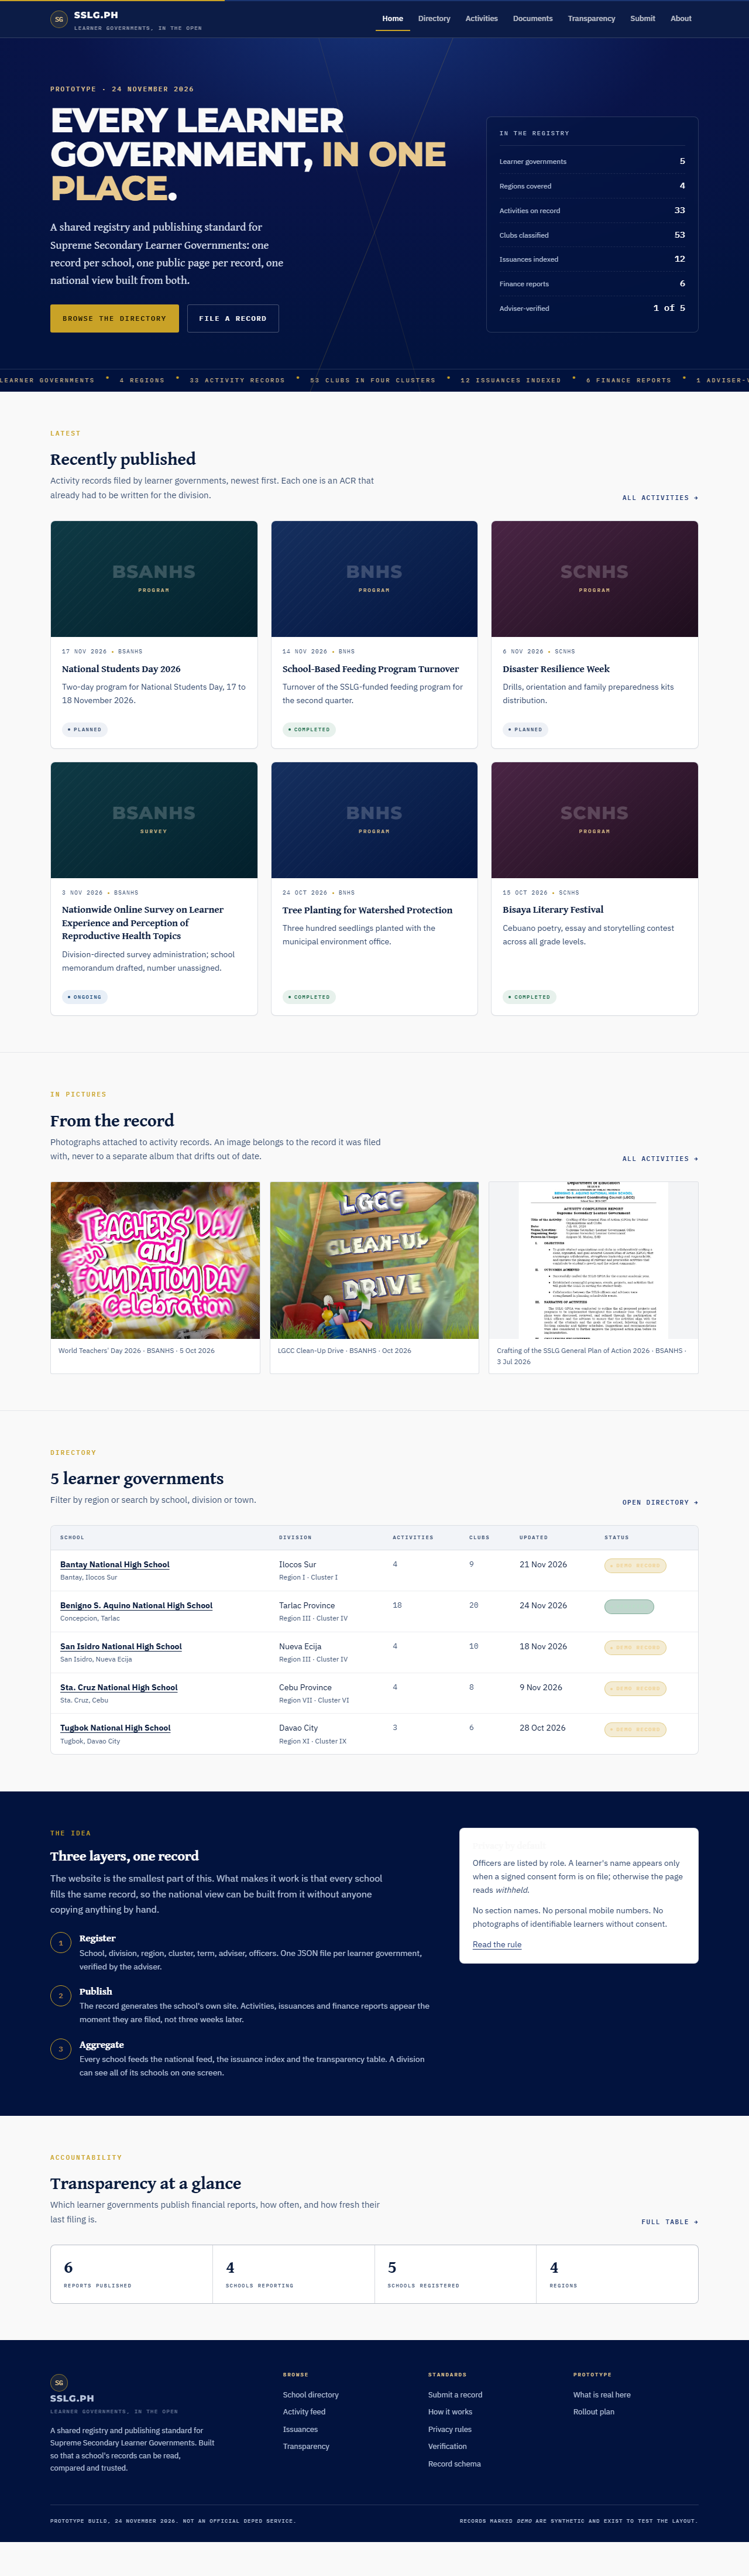 SG
SSLG.PH
LEARNER GOVERNMENTS, IN THE OPEN
Home
Directory
Activities
Documents
Transparency
Submit
About
PROTOTYPE · 24 NOVEMBER 2026
EVERY LEARNER
GOVERNMENT, IN ONE
PLACE.
A shared registry and publishing standard for
Supreme Secondary Learner Governments: one
record per school, one public page per record, one
national view built from both.
BROWSE THE DIRECTORY
FILE A RECORD
IN THE REGISTRY
Learner governments 5
Regions covered 4
Activities on record 33
Clubs classified 53
Issuances indexed 12
Finance reports 6
Adviser-verified 1 of 5
LEARNER GOVERNMENTS * 4 REGIONS * 33 ACTIVITY RECORDS * 53 CLUBS IN FOUR CLUSTERS * 12 ISSUANCES INDEXED * 6 FINANCE REPORTS * 1 ADVISER-
LATEST
Recently published
Activity records filed by learner governments, newest first. Each one is an ACR that
already had to be written for the division.
ALL ACTIVITIES →
BSANHS
PROGRAM
17 NOV 2026 • BSANHS
National Students Day 2026
Two-day program for National Students Day, 17 to
18 November 2026.
PLANNED
BNHS
PROGRAM
14 NOV 2026 • BNHS
School-Based Feeding Program Turnover
Turnover of the SSLG-funded feeding program for
the second quarter.
COMPLETED
SCNHS
PROGRAM
6 NOV 2026 • SCNHS
Disaster Resilience Week
Drills, orientation and family preparedness kits
distribution.
PLANNED
BSANHS
SURVEY
3 NOV 2026 • BSANHS
Nationwide Online Survey on Learner
Experience and Perception of
Reproductive Health Topics
Division-directed survey administration; school
memorandum drafted, number unassigned.
ONGOING
BNHS
PROGRAM
24 OCT 2026 • BNHS
Tree Planting for Watershed Protection
Three hundred seedlings planted with the
municipal environment office.
COMPLETED
SCNHS
PROGRAM
15 OCT 2026 • SCNHS
Bisaya Literary Festival
Cebuano poetry, essay and storytelling contest
across all grade levels.
COMPLETED
IN PICTURES
From the record
Photographs attached to activity records. An image belongs to the record it was filed
with, never to a separate album that drifts out of date.
ALL ACTIVITIES →
TEACHERS' DAY
and
FOUNDATION DAY
Celebration
World Teachers' Day 2026 · BSANHS · 5 Oct 2026
LGCC
CLEAN-UP
DRIVE
LGCC Clean-Up Drive · BSANHS · Oct 2026
Department of Education
ACTIVITY COMPLETION REPORT
Supreme Secondary Learner Government
Crafting of the SSLG General Plan of Action 2026 · BSANHS ·
3 Jul 2026
DIRECTORY
5 learner governments
Filter by region or search by school, division or town.
OPEN DIRECTORY →
SCHOOL DIVISION ACTIVITIES CLUBS UPDATED STATUS
Bantay National High School Ilocos Sur 4 9 21 Nov 2026 DEMO RECORD
Bantay, Ilocos Sur Region I · Cluster I
Benigno S. Aquino National High School Tarlac Province 18 20 24 Nov 2026
Concepcion, Tarlac Region III · Cluster IV
San Isidro National High School Nueva Ecija 4 10 18 Nov 2026 DEMO RECORD
San Isidro, Nueva Ecija Region III · Cluster IV
Sta. Cruz National High School Cebu Province 4 8 9 Nov 2026 DEMO RECORD
Sta. Cruz, Cebu Region VII · Cluster VI
Tugbok National High School Davao City 3 6 28 Oct 2026 DEMO RECORD
Tugbok, Davao City Region XI · Cluster IX
THE IDEA
Three layers, one record
The website is the smallest part of this. What makes it work is that every school
fills the same record, so the national view can be built from it without anyone
copying anything by hand.
1 Register
School, division, region, cluster, term, adviser, officers. One JSON file per learner government,
verified by the adviser.
2 Publish
The record generates the school's own site. Activities, issuances and finance reports appear the
moment they are filed, not three weeks later.
3 Aggregate
Every school feeds the national feed, the issuance index and the transparency table. A division
can see all of its schools on one screen.
Officers are listed by role. A learner's name appears only
when a signed consent form is on file; otherwise the page
reads withheld.
No section names. No personal mobile numbers. No
photographs of identifiable learners without consent.
Read the rule
ACCOUNTABILITY
Transparency at a glance
Which learner governments publish financial reports, how often, and how fresh their
last filing is.
FULL TABLE →
6
REPORTS PUBLISHED
4
SCHOOLS REPORTING
5
SCHOOLS REGISTERED
4
REGIONS
SG
SSLG.PH
LEARNER GOVERNMENTS, IN THE OPEN
A shared registry and publishing standard for
Supreme Secondary Learner Governments. Built
so that a school's records can be read,
compared and trusted.
BROWSE
School directory
Activity feed
Issuances
Transparency
STANDARDS
Submit a record
How it works
Privacy rules
Verification
Record schema
PROTOTYPE
What is real here
Rollout plan
PROTOTYPE BUILD, 24 NOVEMBER 2026. NOT AN OFFICIAL DEPED SERVICE.
RECORDS MARKED DEMO ARE SYNTHETIC AND EXIST TO TEST THE LAYOUT.